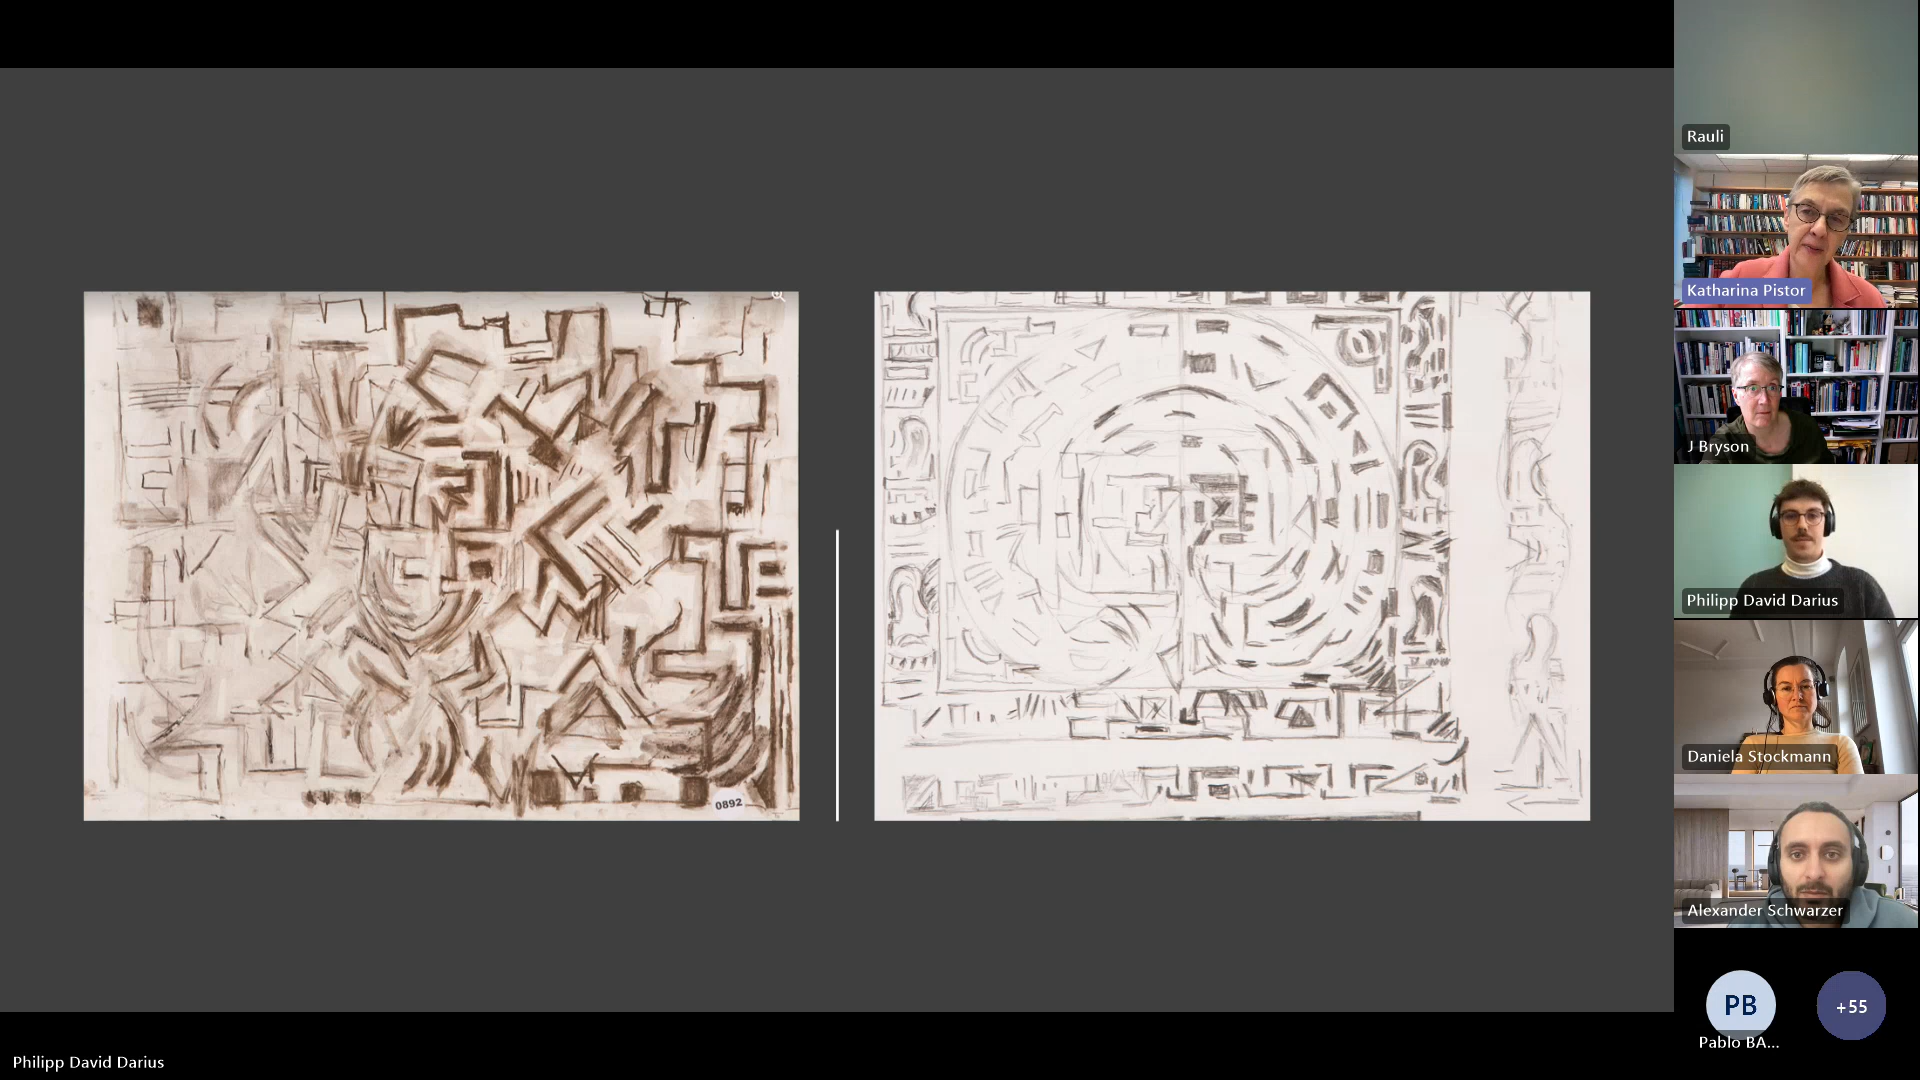 Rauli
Katharina Pistor
J Bryson
Philipp David Darius
Daniela Stockmann
Alexander Schwarzer
PB
+55
Pablo BA...
0892
Philipp David Darius